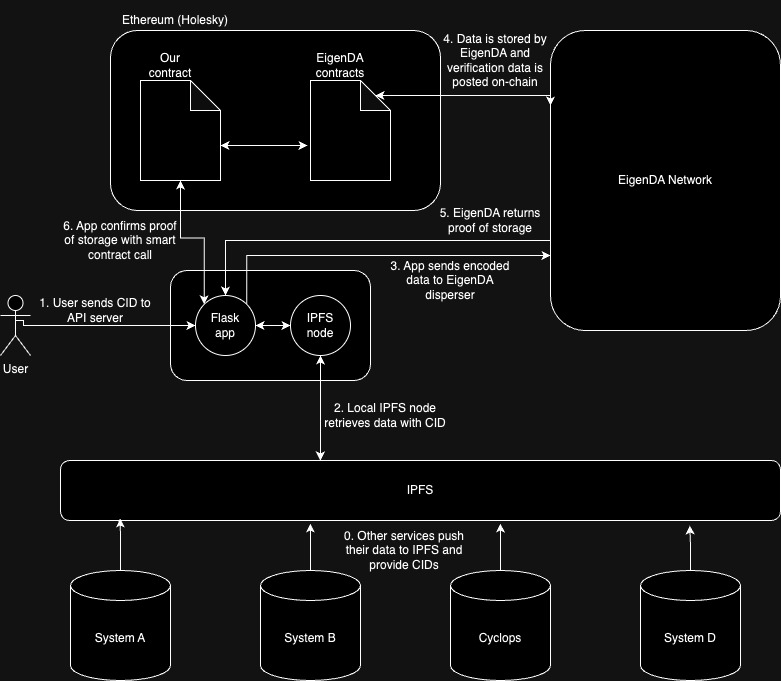 Ethereum (Holesky)
Our
contract
EigenDA
contracts
4. Data is stored by
EigenDA and
verification data is
posted on-chain
EigenDA Network
6. App confirms proof
of storage with smart
contract call
5. EigenDA returns
proof of storage
3. App sends encoded
data to EigenDA
disperser
1. User sends CID to
API server
User
Flask
app
IPFS
node
2. Local IPFS node
retrieves data with CID
IPFS
0. Other services push
their data to IPFS and
provide CIDs
System A
System B
Cyclops
System D